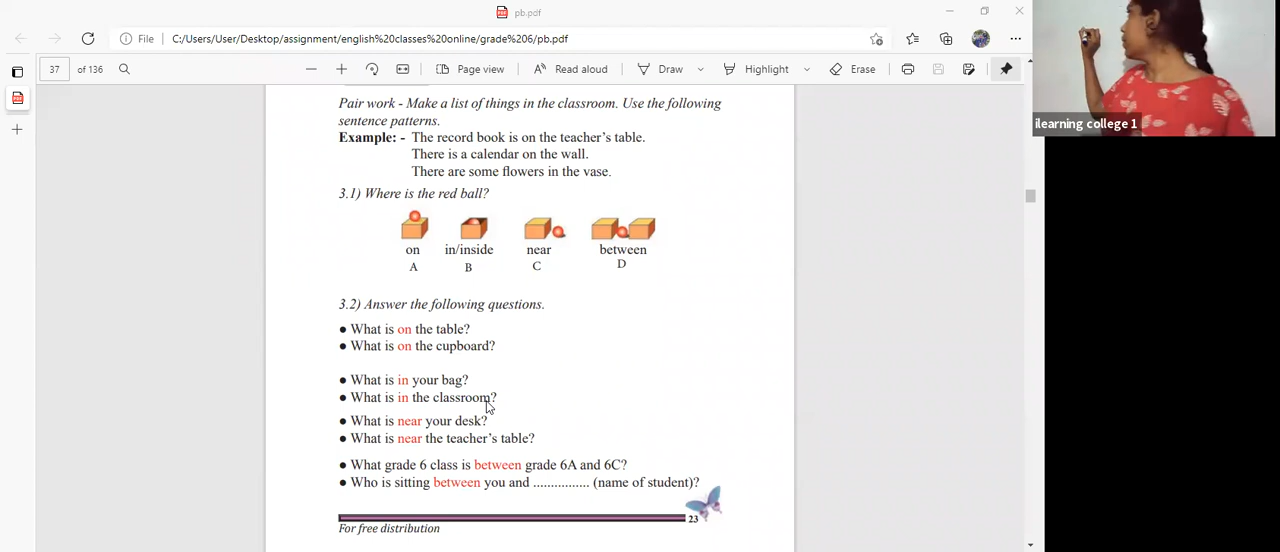 pb.pdf
File C:/Users/User/Desktop/assignment/english%20classes%20online/grade%206/pb.pdf
37 of 136 Page view Read aloud Draw Highlight Erase
ilearning college 1
Pair work - Make a list of things in the classroom. Use the following
sentence patterns.
Example: - The record book is on the teacher's table.
There is a calendar on the wall.
There are some flowers in the vase.
3.1) Where is the red ball?
on in/inside near between
A B C D
3.2) Answer the following questions.
● What is on the table?
● What is on the cupboard?
● What is in your bag?
● What is in the classroom?
● What is near your desk?
● What is near the teacher's table?
● What grade 6 class is between grade 6A and 6C?
● Who is sitting between you and ................ (name of student)?
23
For free distribution